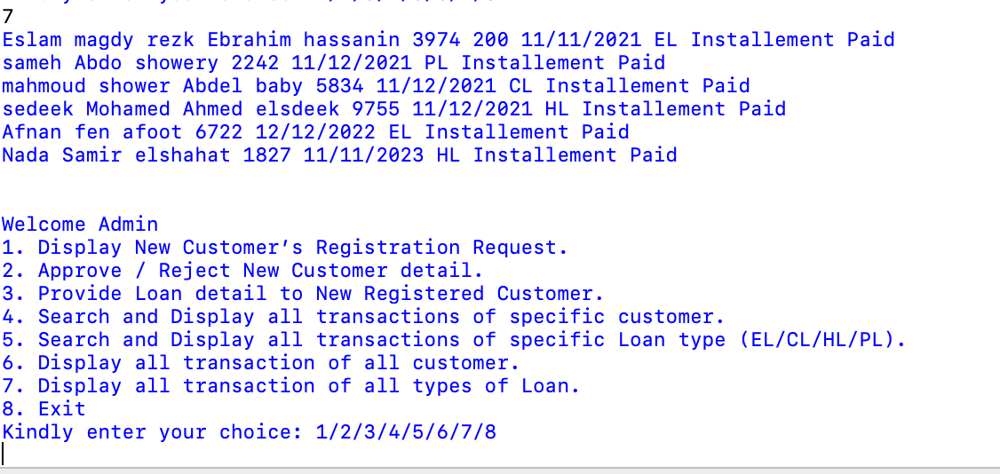 7
Eslam magdy rezk Ebrahim hassanin 3974 200 11/11/2021 EL Installement Paid
sameh Abdo showery 2242 11/12/2021 PL Installement Paid
mahmoud shower Abdel baby 5834 11/12/2021 CL Installement Paid
sedeek Mohamed Ahmed elsdeek 9755 11/12/2021 HL Installement Paid
Afnan fen afoot 6722 12/12/2022 EL Installement Paid
Nada Samir elshahat 1827 11/11/2023 HL Installement Paid
Welcome Admin
1. Display New Customer’s Registration Request.
2. Approve / Reject New Customer detail.
3. Provide Loan detail to New Registered Customer.
4. Search and Display all transactions of specific customer.
5. Search and Display all transactions of specific Loan type (EL/CL/HL/PL).
6. Display all transaction of all customer.
7. Display all transaction of all types of Loan.
8. Exit
Kindly enter your choice: 1/2/3/4/5/6/7/8